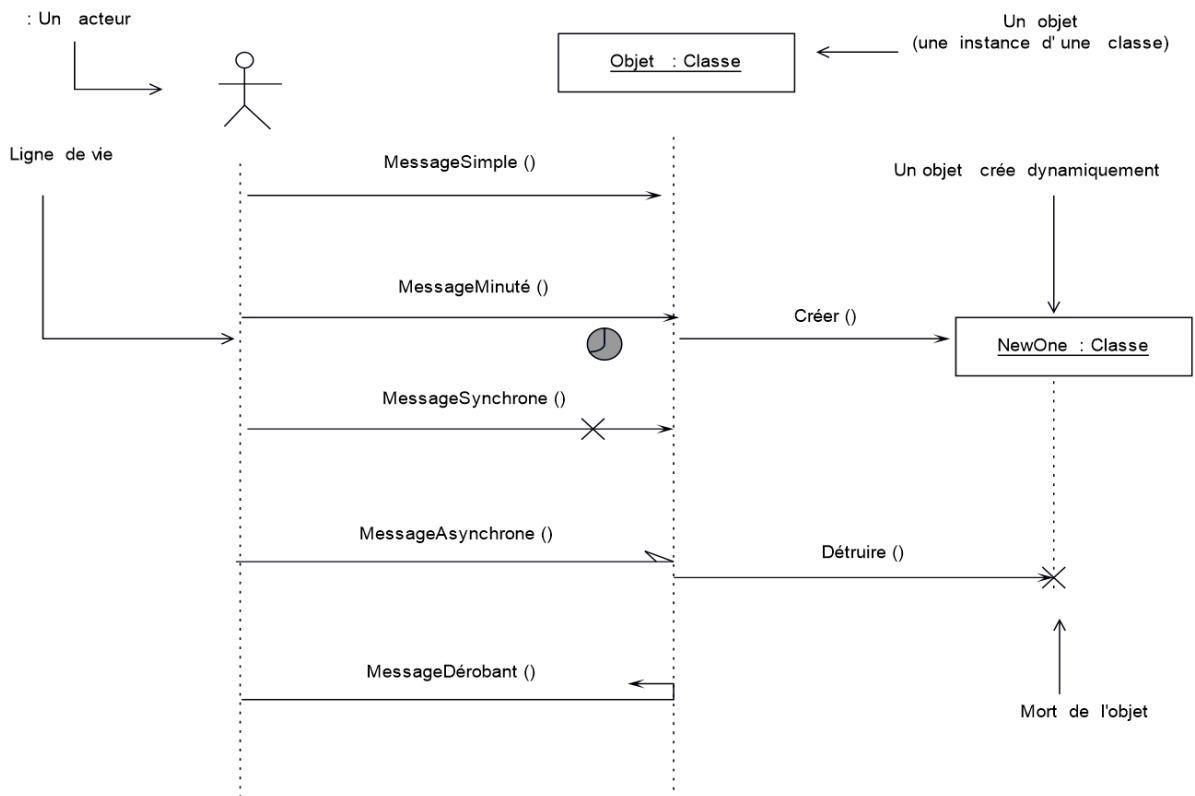 : Un acteur
Un objet
(une instance d' une classe)
Objet : Classe
Ligne de vie
MessageSimple ()
Un objet crée dynamiquement
MessageMinuté ()
Créer ()
NewOne : Classe
MessageSynchrone ()
MessageAsynchrone ()
Détruire ()
MessageDérobant ()
Mort de l'objet